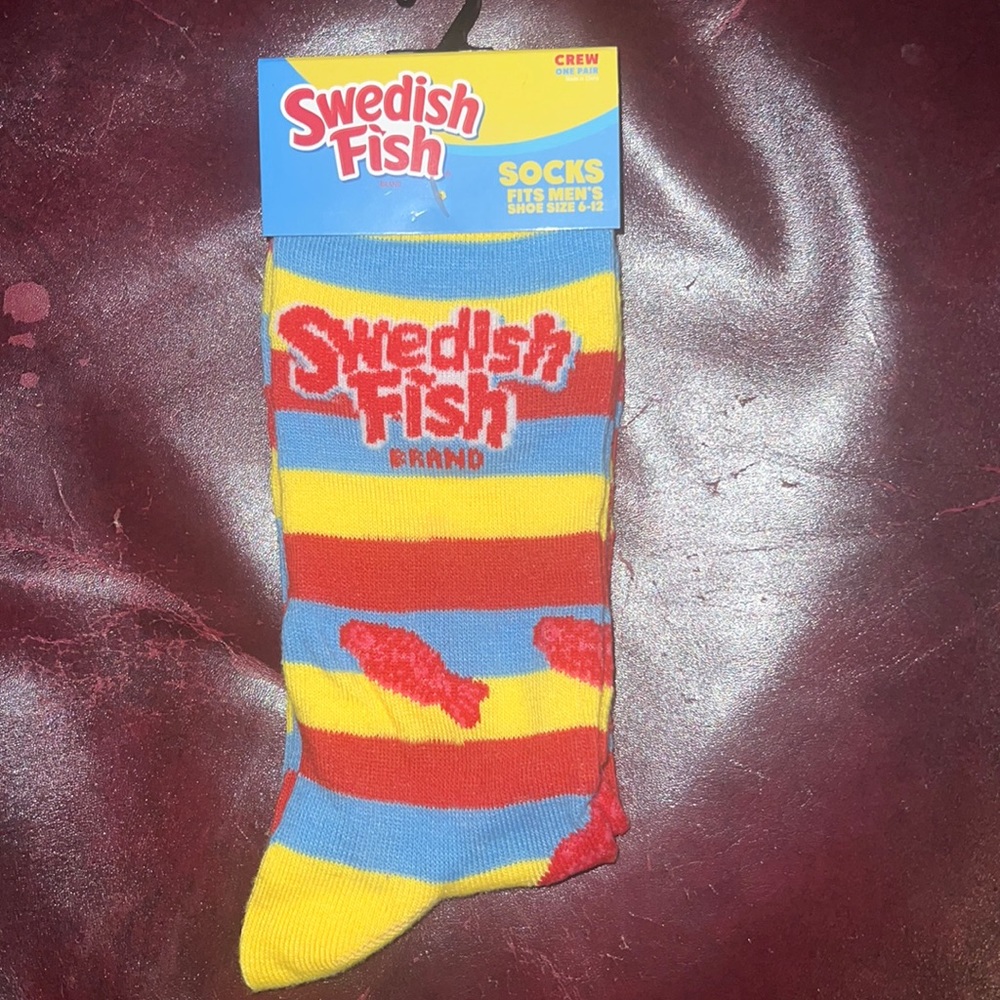 CREW
ONE PAIR
Swedish
Fish
SOCKS
FITS MEN'S
SHOE SIZE 6-12
Swedish
Fish
BRAND